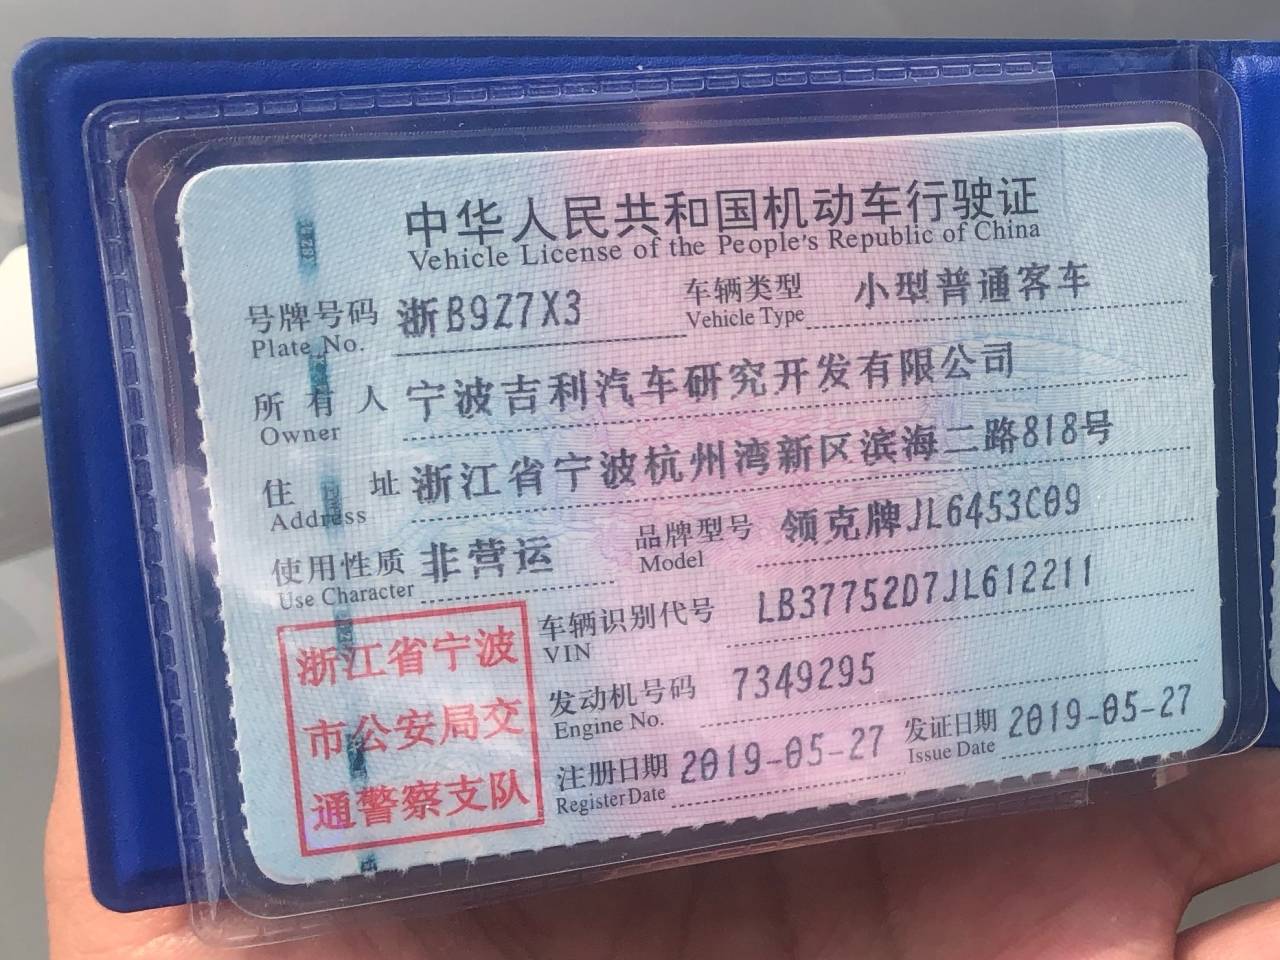 中华人民共和国机动车行驶证
Vehicle License of the People's Republic of China
号牌号码 浙B9Z7X3 车辆类型 小型普通客车
Plate No. Vehicle Type
所有人 宁波吉利汽车研究开发有限公司
Owner
住址 浙江省宁波杭州湾新区滨海二路818号
Address
使用性质 非营运 品牌型号 领克牌JL6453C09
Use Character Model
车辆识别代号 LB37752D7JL612211
VIN
发动机号码 7349295
Engine No.
注册日期 2019-05-27 发证日期 2019-05-27
Register Date Issue Date
浙江省宁波
市公安局交
通警察支队